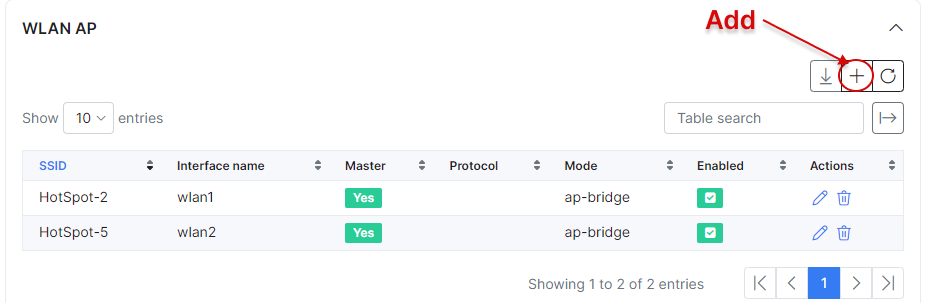 WLAN AP
Add
Show 10 entries
Table search
SSID Interface name Master Protocol Mode Enabled Actions
HotSpot-2 wlan1 Yes ap-bridge
HotSpot-5 wlan2 Yes ap-bridge
Showing 1 to 2 of 2 entries
1